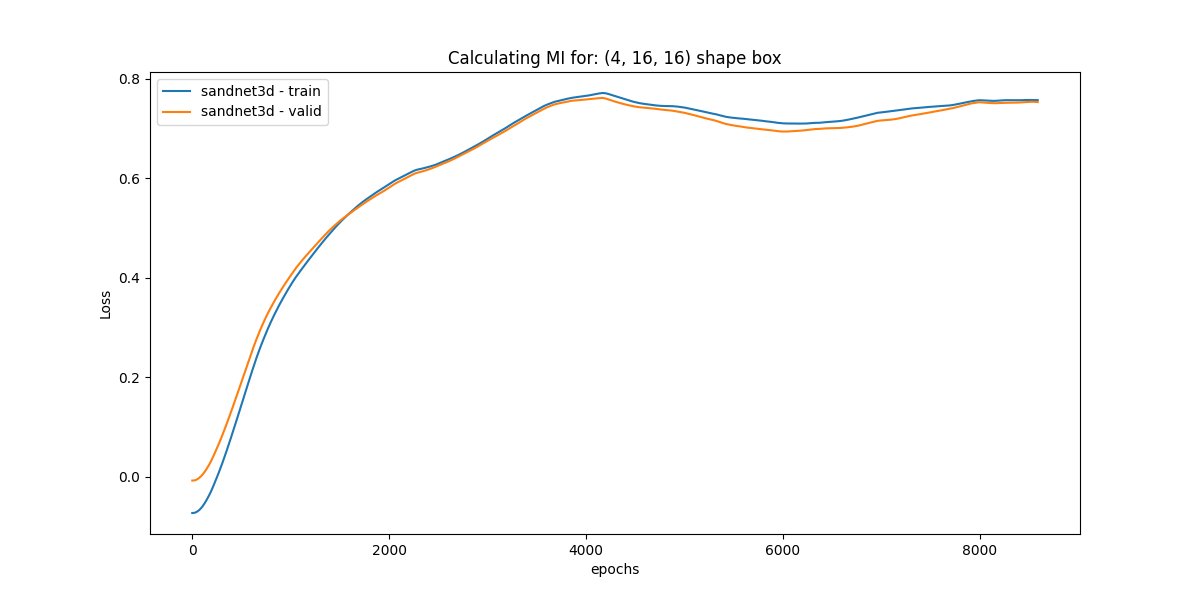 Calculating MI for: (4, 16, 16) shape box
sandnet3d - train
sandnet3d - valid
0.8
0.6
0.4
0.2
0.0
Loss
0 2000 4000 6000 8000
epochs